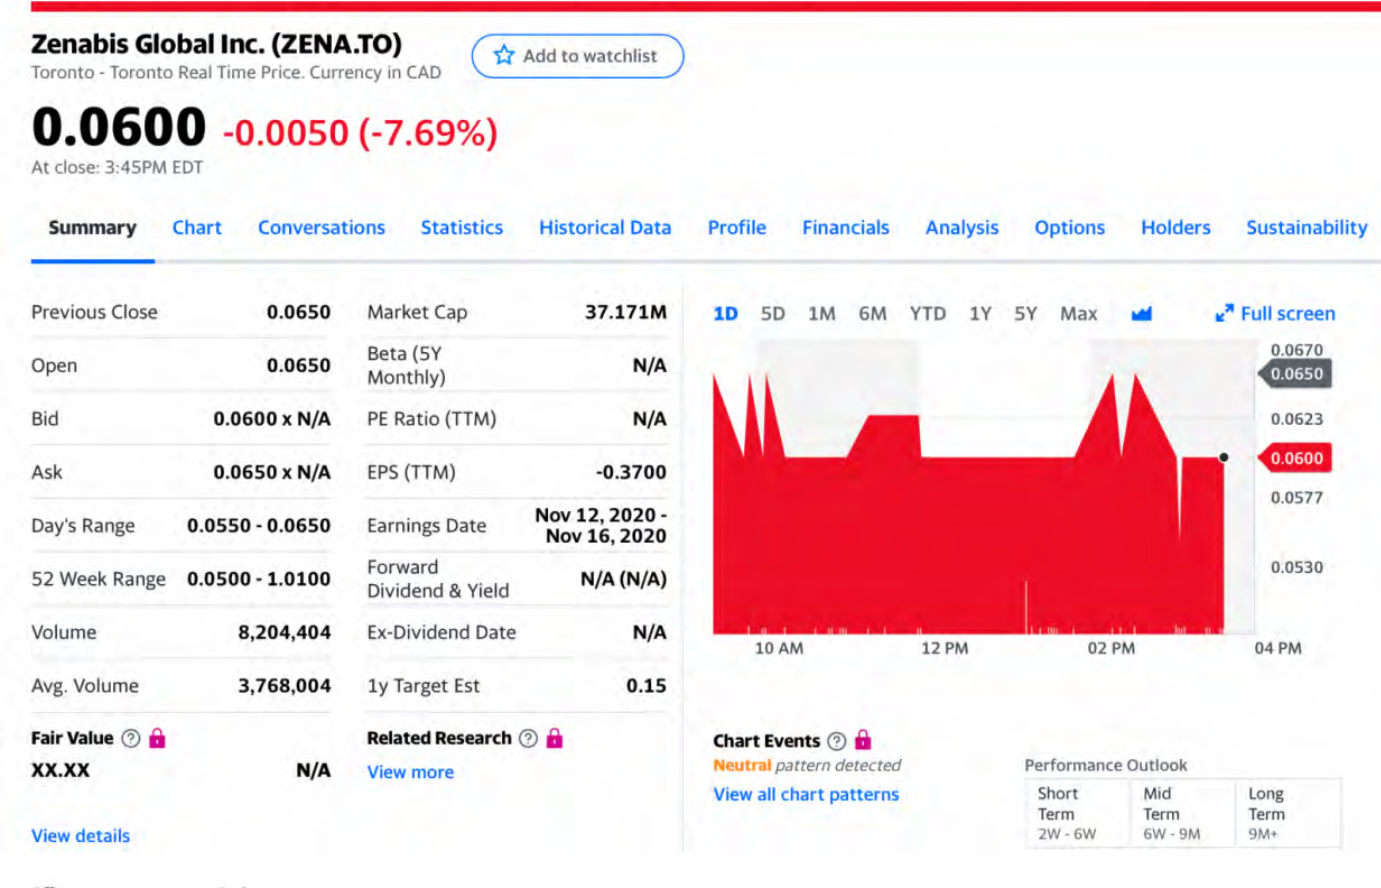 Zenabis Global Inc. (ZENA.TO)
Add to watchlist
Toronto - Toronto Real Time Price. Currency in CAD
0.0600 -0.0050 (-7.69%)
At close: 3:45PM EDT
Summary Chart Conversations Statistics Historical Data Profile Financials Analysis Options Holders Sustainability
Previous Close 0.0650
Open 0.0650
Bid 0.0600 x N/A
Ask 0.0650 x N/A
Day's Range 0.0550 - 0.0650
52 Week Range 0.0500 - 1.0100
Volume 8,204,404
Avg. Volume 3,768,004
Fair Value ?
XX.XX N/A
View details
Market Cap 37.171M
Beta (5Y
Monthly) N/A
PE Ratio (TTM) N/A
EPS (TTM) -0.3700
Earnings Date Nov 12, 2020 -
Nov 16, 2020
Forward
Dividend & Yield N/A (N/A)
Ex-Dividend Date N/A
1y Target Est 0.15
Related Research ?
View more
1D 5D 1M 6M YTD 1Y 5Y Max Full screen
0.0670
0.0650
0.0623
0.0600
0.0577
0.0530
10 AM 12 PM 02 PM 04 PM
Chart Events ?
Neutral pattern detected
View all chart patterns
Performance Outlook
Short
Term
2W - 6W
Mid
Term
6W - 9M
Long
Term
9M+